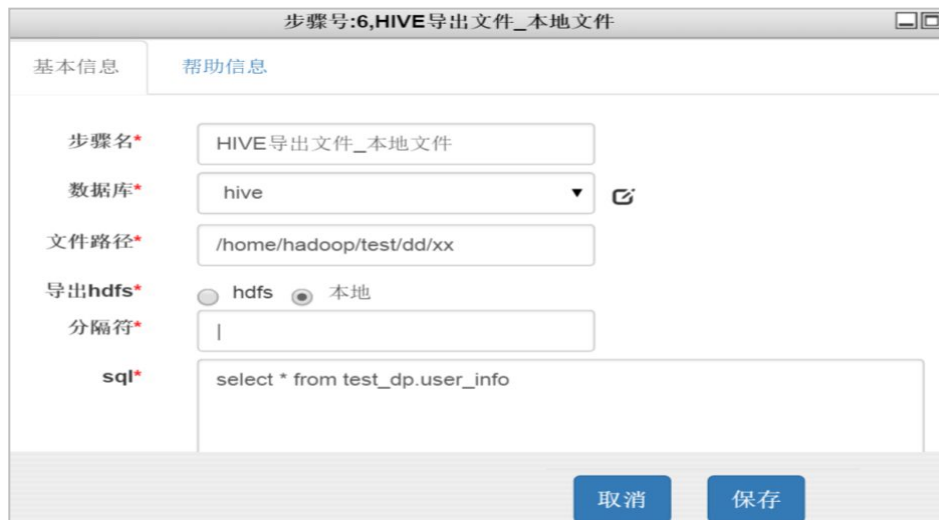 步骤号:6,HIVE导出文件_本地文件
基本信息 帮助信息
步骤名* HIVE导出文件_本地文件
数据库* hive
文件路径* /home/hadoop/test/dd/xx
导出hdfs* hdfs 本地
分隔符* |
sql* select * from test_dp.user_info
取消 保存